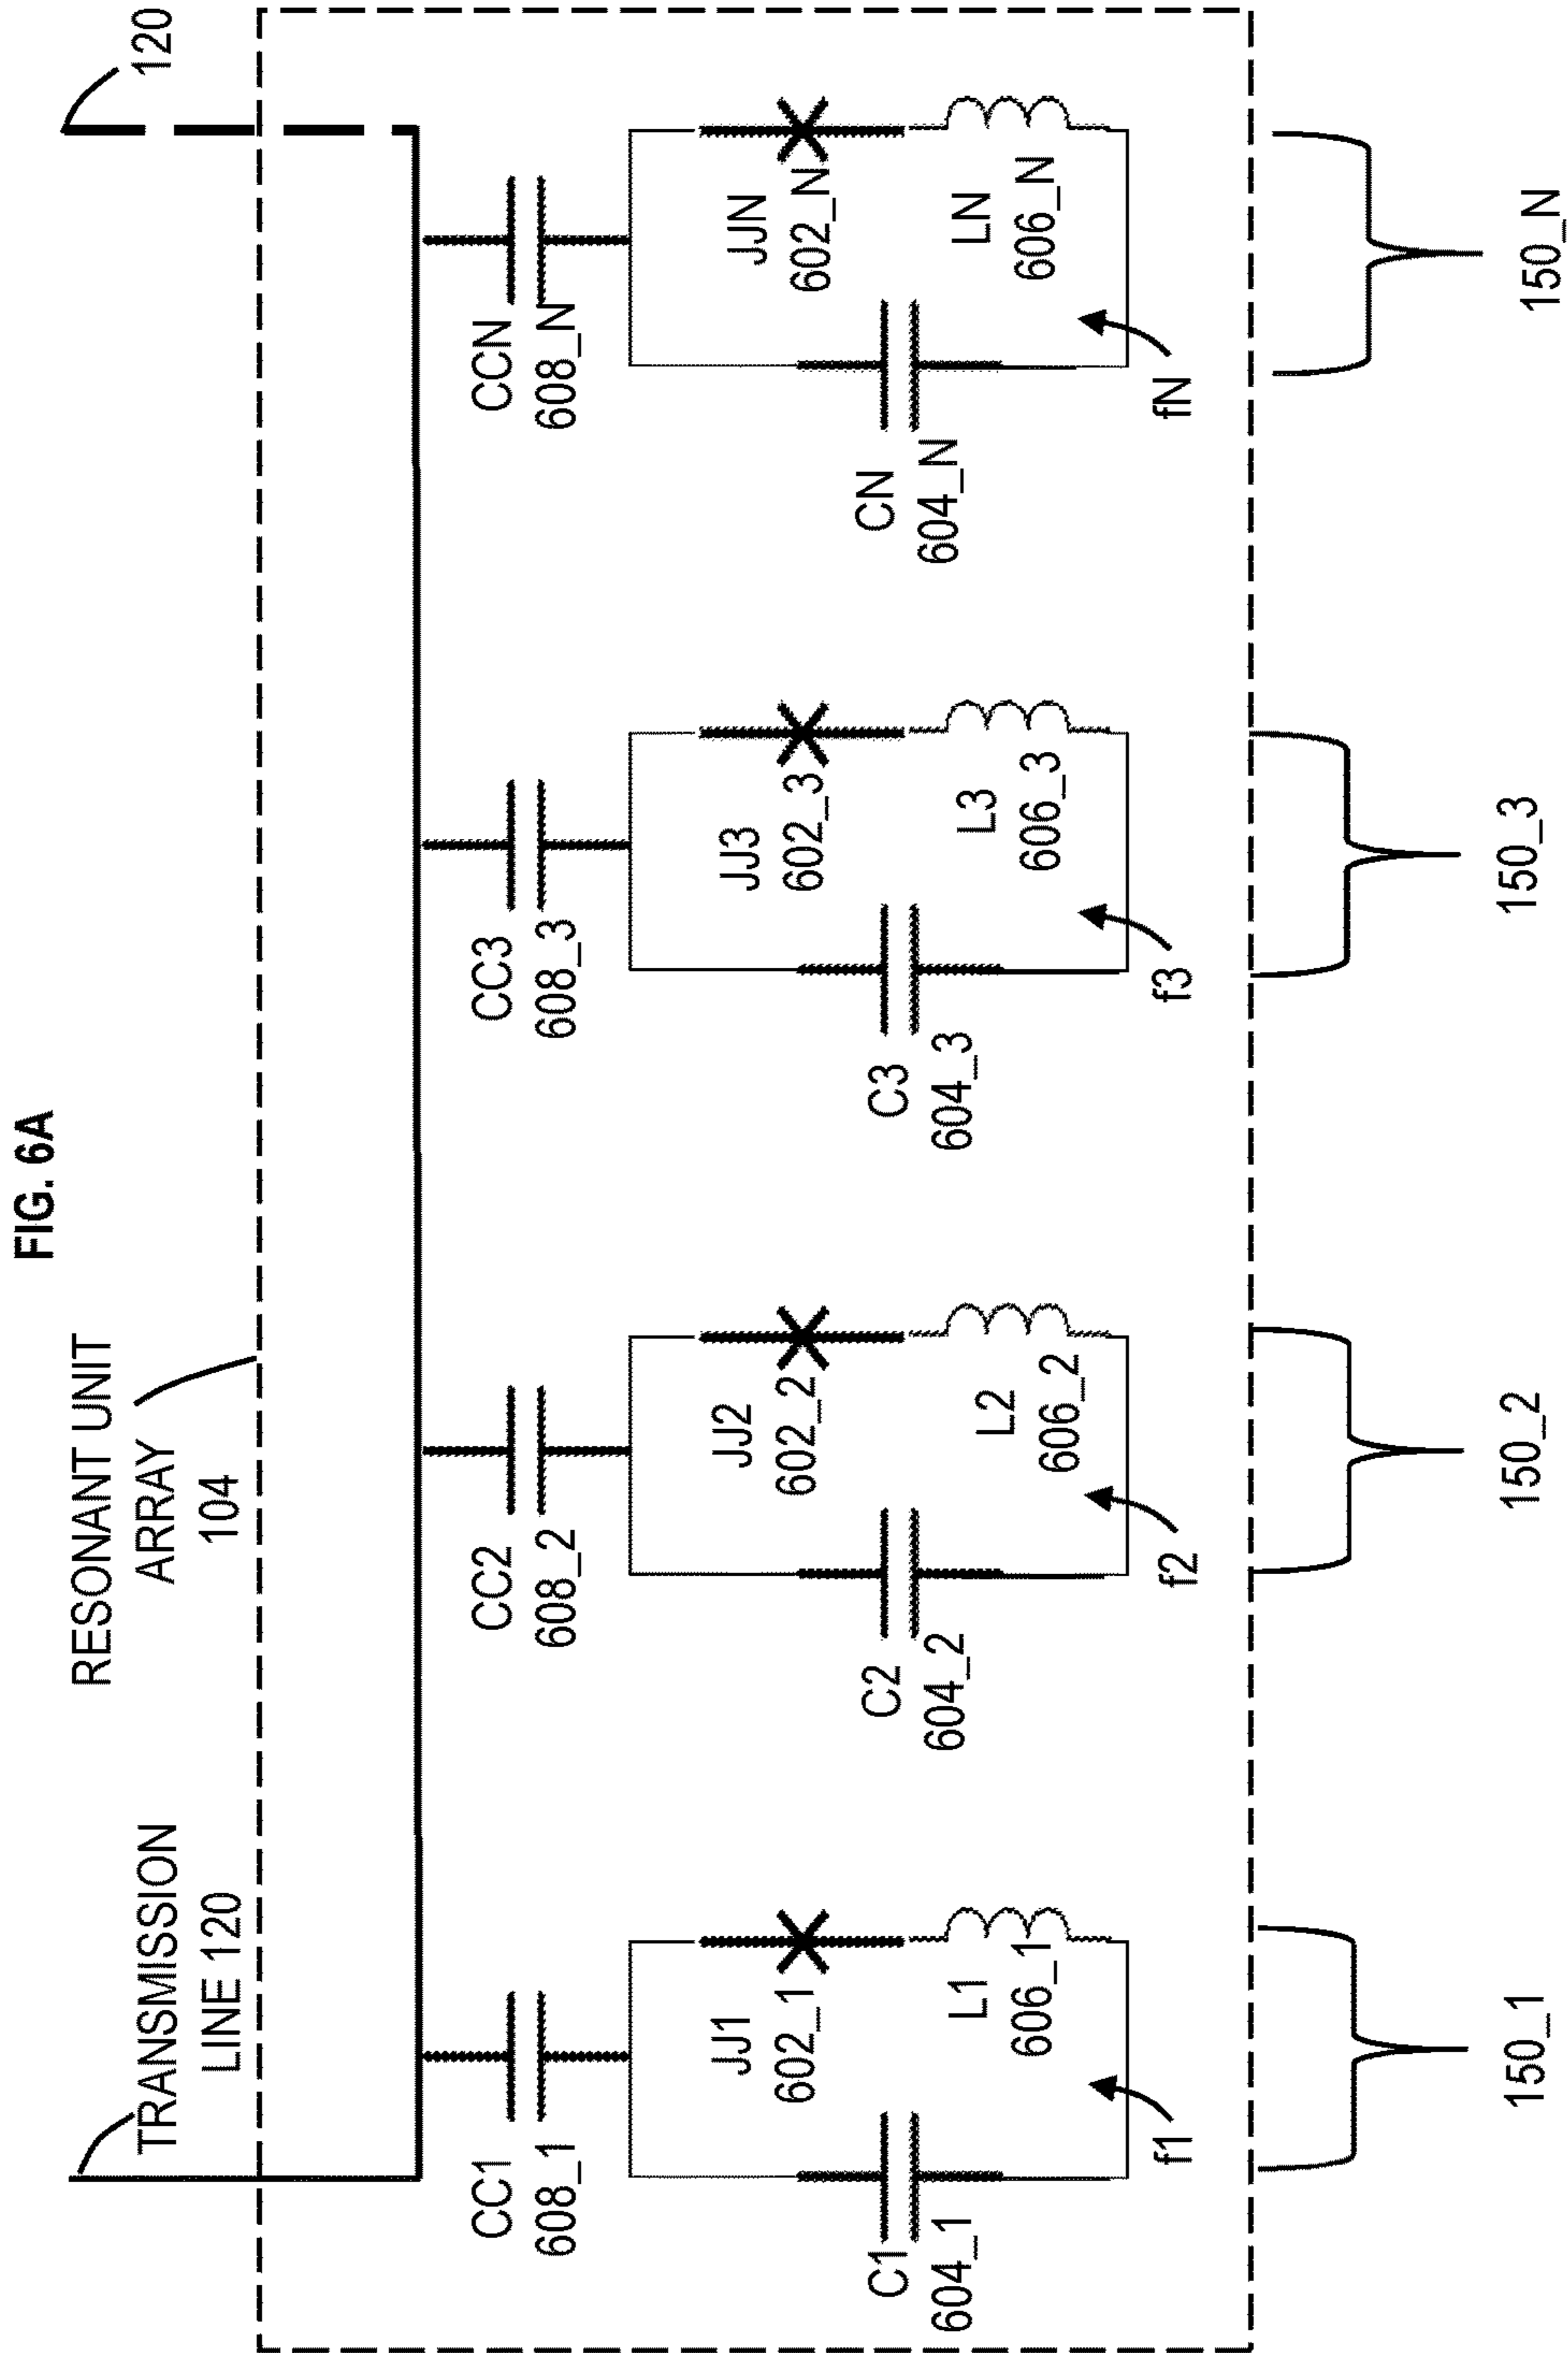 FIG. 6A
RESONANT UNIT
ARRAY
104
TRANSMISSION
LINE 120
120
CC1
608_1
CC2
608_2
CC3
608_3
CCN
608_N
JJ1
602_1
JJ2
602_2
JJ3
602_3
JJN
602_N
C1
604_1
C2
604_2
C3
604_3
CN
604_N
L1
606_1
L2
606_2
L3
606_3
LN
606_N
f1
f2
f3
fN
150_1
150_2
150_3
150_N